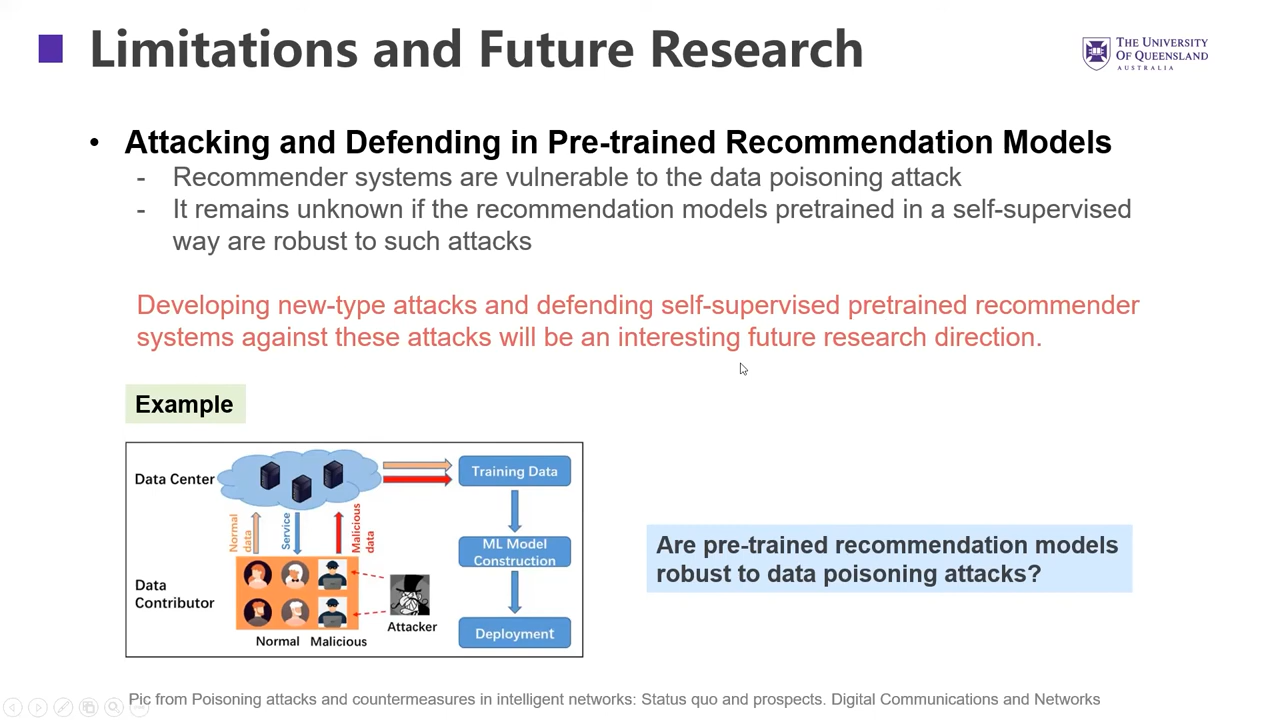 Limitations and Future Research
THE UNIVERSITY
OF QUEENSLAND
AUSTRALIA
• Attacking and Defending in Pre-trained Recommendation Models
- Recommender systems are vulnerable to the data poisoning attack
- It remains unknown if the recommendation models pretrained in a self-supervised
way are robust to such attacks
Developing new-type attacks and defending self-supervised pretrained recommender
systems against these attacks will be an interesting future research direction.
Example
Data Center
Training Data
Normal
data
Service
Malicious
data
ML Model
Construction
Data
Contributor
Attacker
Normal
Malicious
Deployment
Are pre-trained recommendation models
robust to data poisoning attacks?
Pic from Poisoning attacks and countermeasures in intelligent networks: Status quo and prospects. Digital Communications and Networks